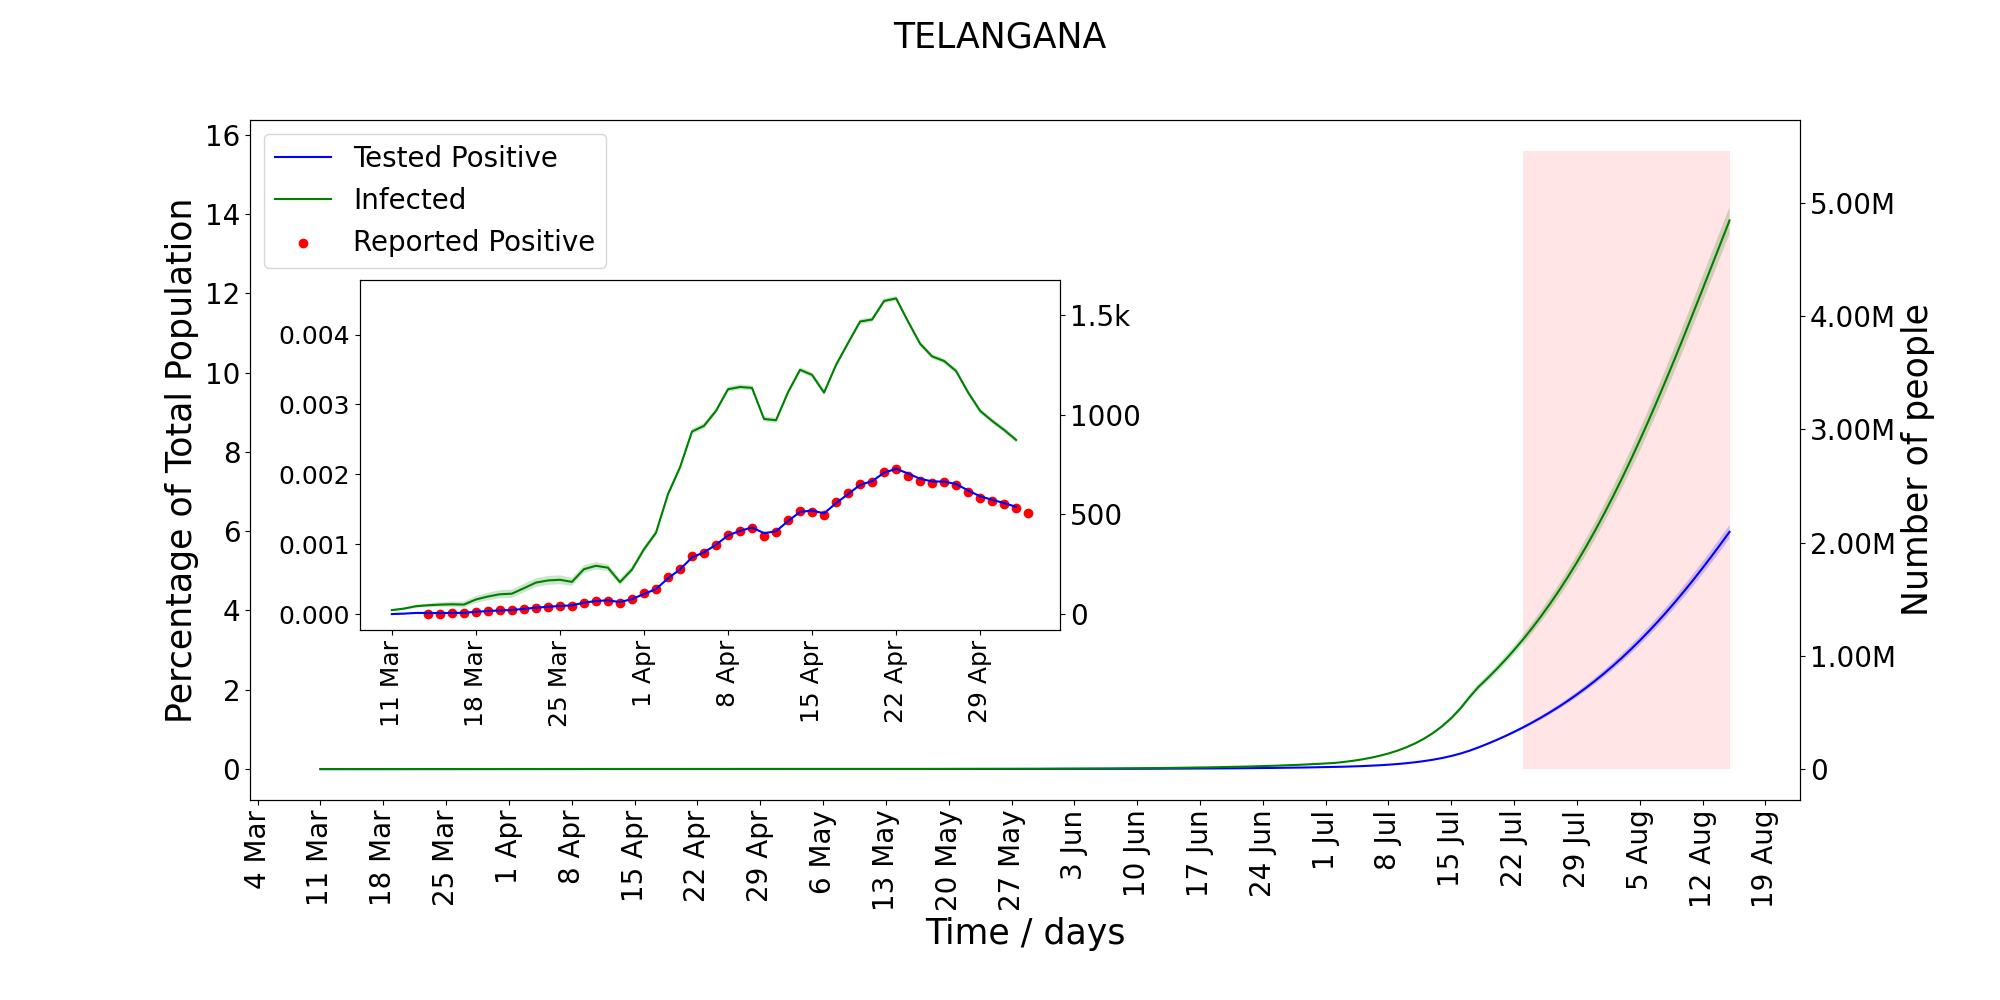 TELANGANA
Percentage of Total Population
16
14
12
10
8
6
4
2
0
Tested Positive
Infected
Reported Positive
0.004
0.003
0.002
0.001
0.000
1.5k
1000
500
0
11 Mar
18 Mar
25 Mar
1 Apr
8 Apr
15 Apr
22 Apr
29 Apr
5.00M
4.00M
3.00M
2.00M
1.00M
0
Number of people
4 Mar
11 Mar
18 Mar
25 Mar
1 Apr
8 Apr
15 Apr
22 Apr
29 Apr
6 May
13 May
20 May
27 May
3 Jun
10 Jun
17 Jun
24 Jun
1 Jul
8 Jul
15 Jul
22 Jul
29 Jul
5 Aug
12 Aug
19 Aug
Time / days